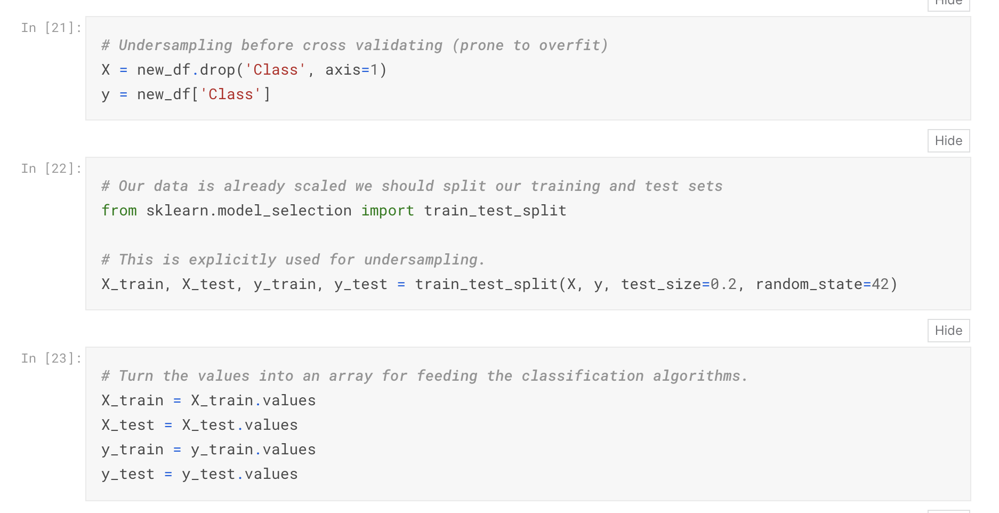 Hide
In [21]:
# Undersampling before cross validating (prone to overfit)
X = new_df.drop('Class', axis=1)
y = new_df['Class']
Hide
In [22]:
# Our data is already scaled we should split our training and test sets
from sklearn.model_selection import train_test_split
# This is explicitly used for undersampling.
X_train, X_test, y_train, y_test = train_test_split(X, y, test_size=0.2, random_state=42)
Hide
In [23]:
# Turn the values into an array for feeding the classification algorithms.
X_train = X_train.values
X_test = X_test.values
y_train = y_train.values
y_test = y_test.values